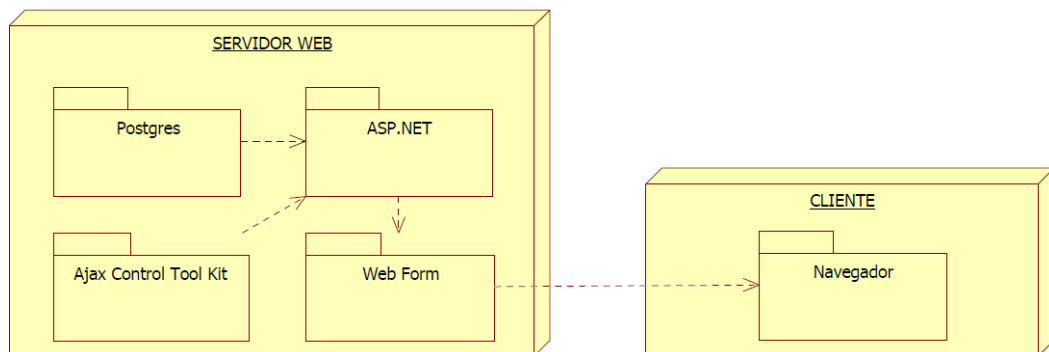 SERVIDOR WEB
Postgres
ASP.NET
Ajax Control Tool Kit
Web Form
CLIENTE
Navegador